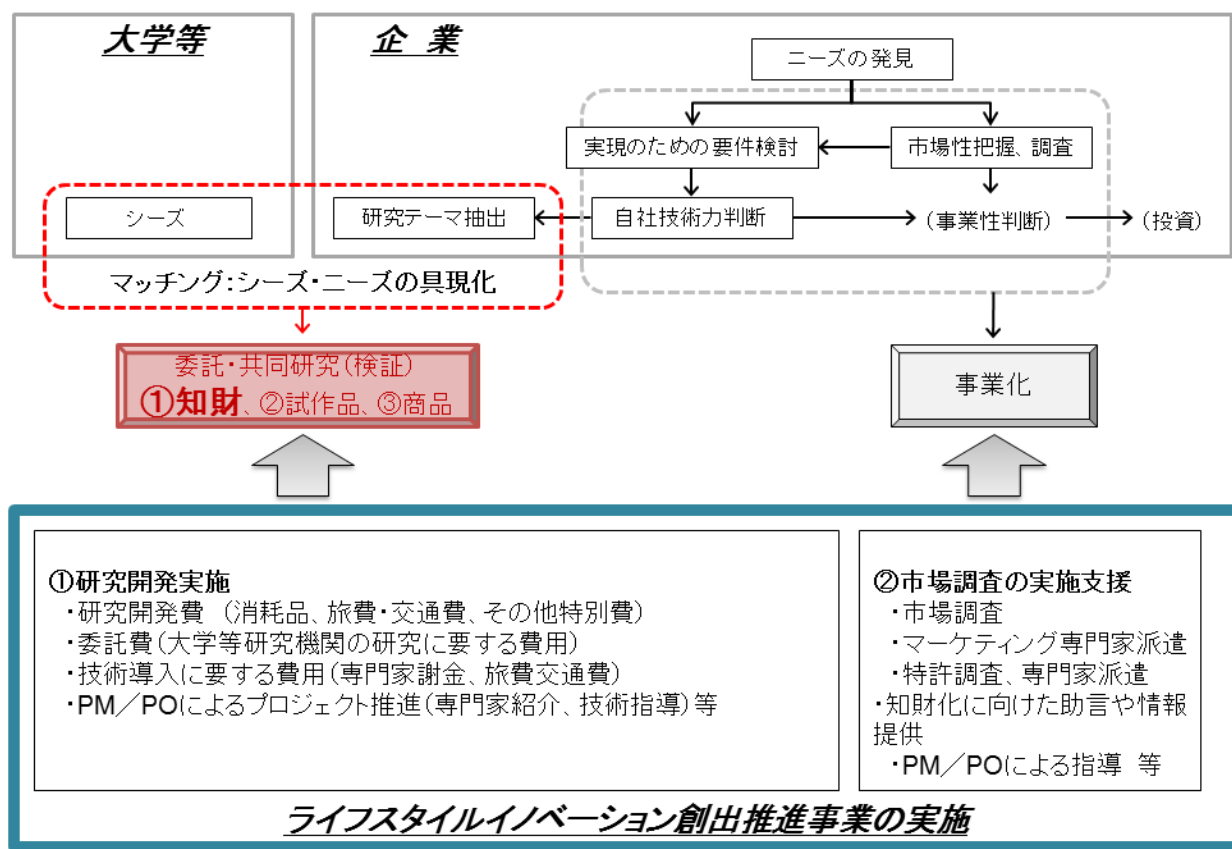 大学等
企 業
ニーズの発見
実現のための要件検討
市場性把握、調査
シーズ
研究テーマ抽出
自社技術力判断
(事業性判断)
(投資)
マッチング:シーズ・ニーズの具現化
委託・共同研究(検証)
①知財、②試作品、③商品
事業化
①研究開発実施
・研究開発費 (消耗品、旅費・交通費、その他特別費)
・委託費(大学等研究機関の研究に要する費用)
・技術導入に要する費用(専門家謝金、旅費交通費)
・PM/POによるプロジェクト推進(専門家紹介、技術指導)等
②市場調査の実施支援
・市場調査
・マーケティング専門家派遣
・特許調査、専門家派遣
・知財化に向けた助言や情報
提供
・PM/POによる指導 等
ライフスタイルイノベーション創出推進事業の実施